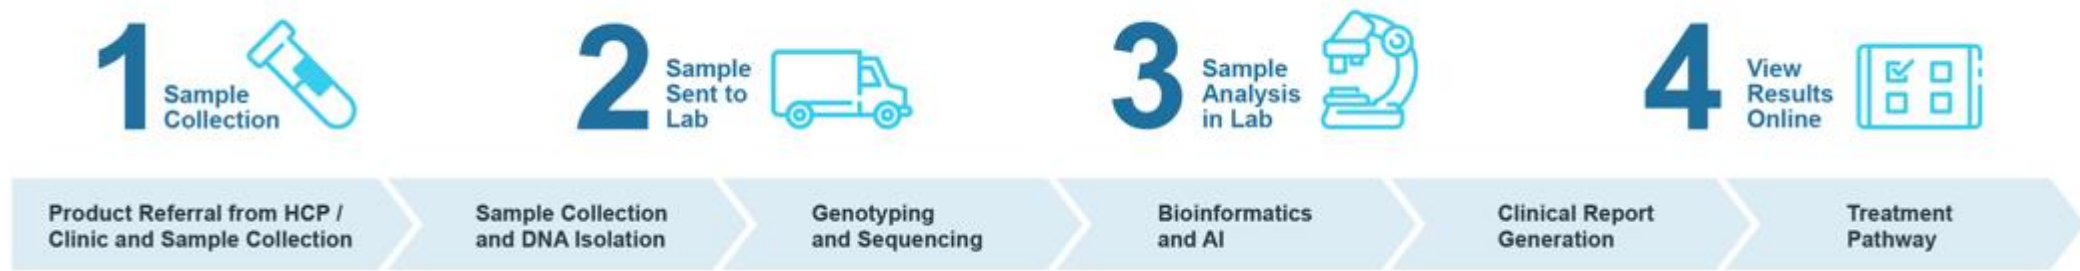 1
Sample
Collection
2
Sample
Sent to
Lab
3
Sample
Analysis
in Lab
4
View
Results
Online
Product Referral from HCP /
Clinic and Sample Collection
Sample Collection
and DNA Isolation
Genotyping
and Sequencing
Bioinformatics
and AI
Clinical Report
Generation
Treatment
Pathway